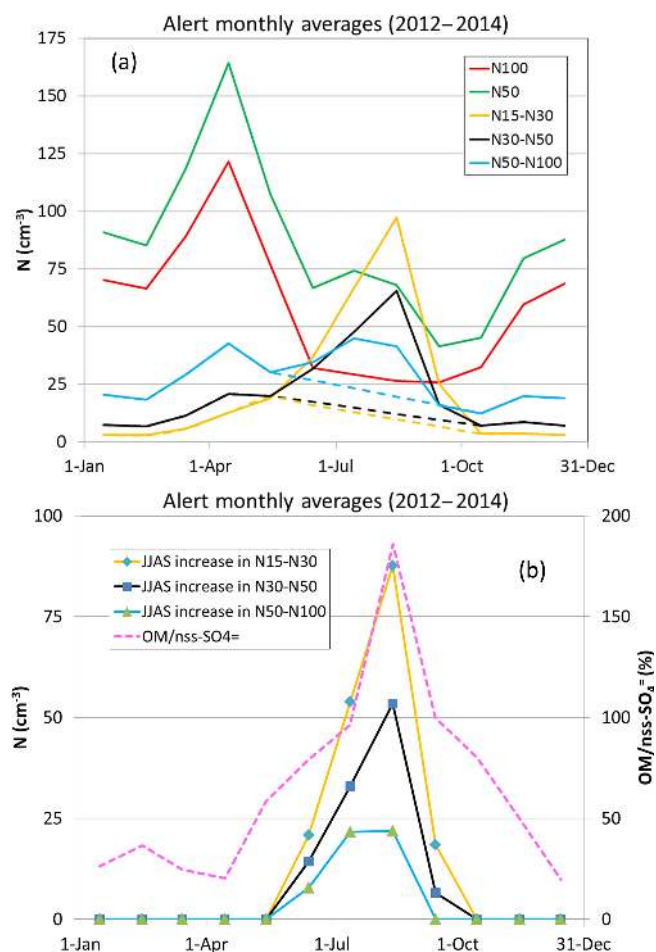 Alert monthly averages (2012–2014)
175
150
125
100
75
50
25
0
N (cm⁻³)
(a)
N100
N50
N15-N30
N30-N50
N50-N100
1-Jan
1-Apr
1-Jul
1-Oct
31-Dec
Alert monthly averages (2012–2014)
100
75
50
25
0
N (cm⁻³)
JJAS increase in N15-N30
JJAS increase in N30-N50
JJAS increase in N50-N100
OM/nss-SO4=
(b)
200
150
100
50
0
OM/nss-SO₄⁼ (%)
1-Jan
1-Apr
1-Jul
1-Oct
31-Dec